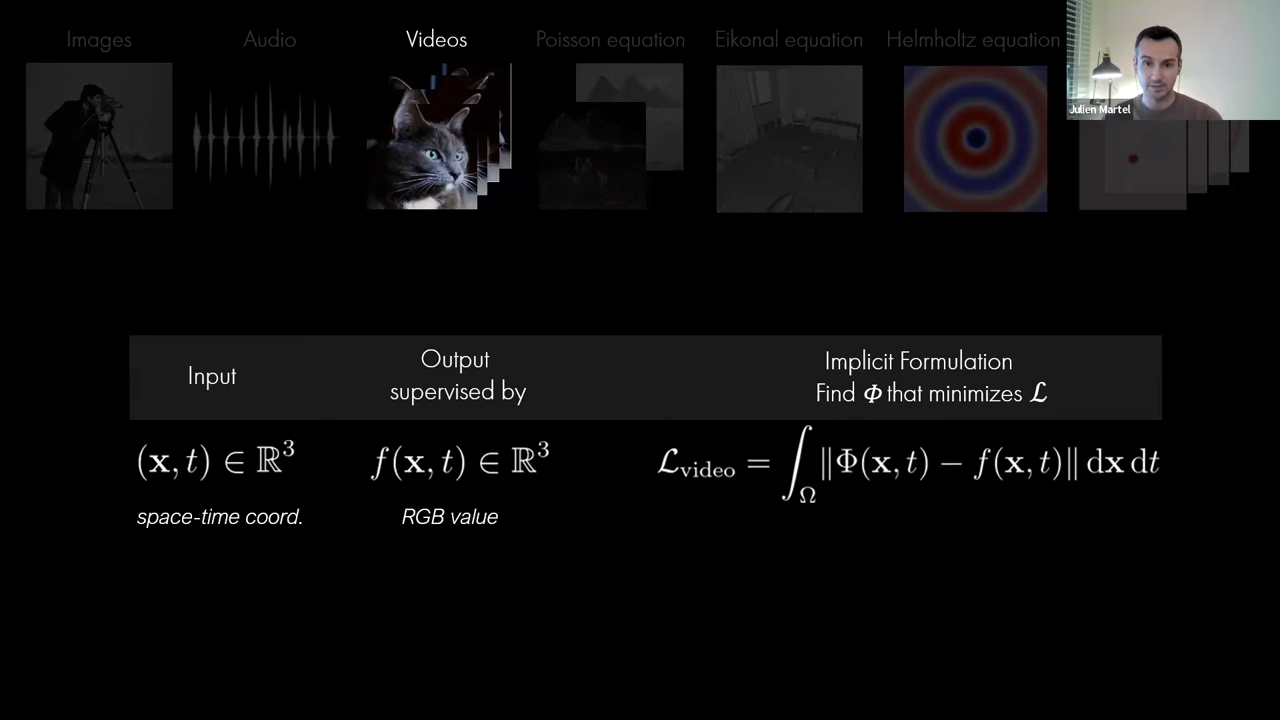 Images Audio Videos Poisson equation Eikonal equation Helmholtz equation
Julien Martel
Input
Output
supervised by
Implicit Formulation
Find Φ that minimizes ℒ
(x, t) ∈ ℝ³
f(x, t) ∈ ℝ³
ℒ_video = ∫_Ω ‖Φ(x, t) − f(x, t)‖ dx dt
space-time coord.
RGB value